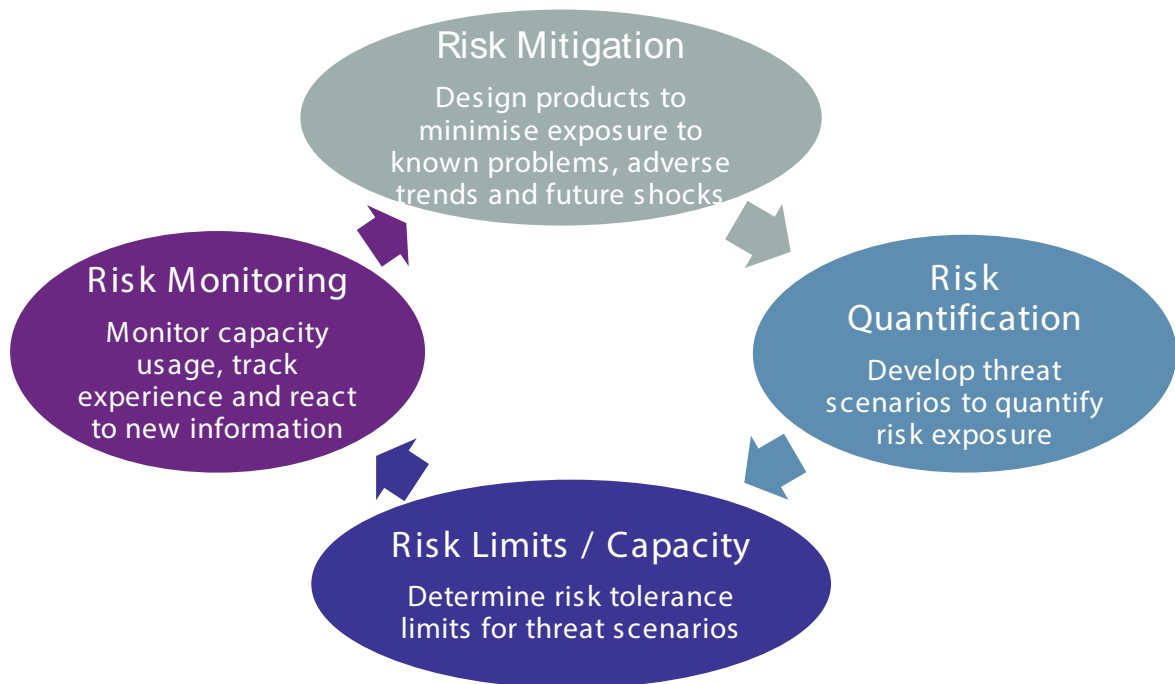 Risk Mitigation
Design products to
minimise exposure to
known problems, adverse
trends and future shocks
Risk
Quantification
Develop threat
scenarios to quantify
risk exposure
Risk Limits / Capacity
Determine risk tolerance
limits for threat scenarios
Risk Monitoring
Monitor capacity
usage, track
experience and react
to new information